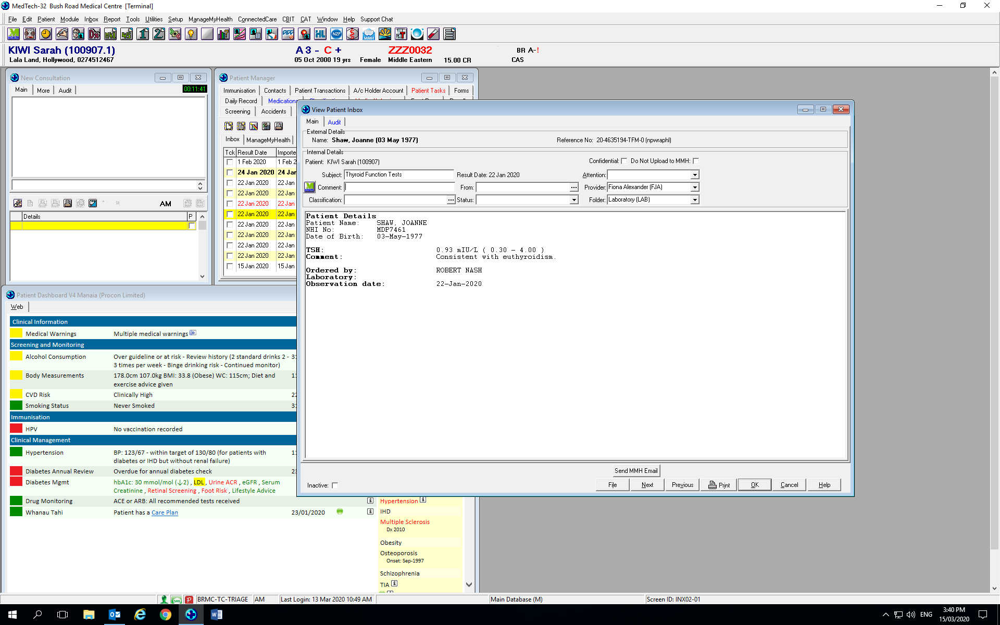 MedTech-32  Bush Road Medical Centre  [Terminal]
File Edit Patient Module Inbox Report Tools Utilities Setup ManageMyHealth ConnectedCare CBIT CAT Window Help Support Chat
KIWI Sarah (100907.1)
A 3 - C +
ZZZ0032
BR A-!
Lala Land, Hollywood, 0274512467
05 Oct 2000 19 yrs Female Middle Eastern 15.00 CR
CAS
New Consultation
Main More Audit
00:11:41
AM
Details P
Patient Manager
Immunisation Contacts Patient Transactions A/c Holder Account Patient Tasks Forms
Daily Record Medications
Screening Accidents
Inbox ManageMyHealth
Tck Result Date Importe
1 Feb 2020 1 Feb 2
24 Jan 2020 24 Jar
22 Jan 2020 22 Jan
22 Jan 2020 22 Jan
22 Jan 2020 22 Jan
22 Jan 2020 22 Jan
22 Jan 2020 22 Jan
22 Jan 2020 22 Jan
22 Jan 2020 22 Jan
22 Jan 2020 22 Jan
15 Jan 2020 15 Jan
View Patient Inbox
Main Audit
External Details
Name: Shaw, Joanne (03 May 1977)
Reference No: 20-4635194-TFM-0 (npwraphl)
Internal Details
Patient: KIWI Sarah (100907)
Confidential: Do Not Upload to MMH:
Subject: Thyroid Function Tests Result Date: 22 Jan 2020 Attention:
Comment: From: Provider: Fiona Alexander (FJA)
Classification: Status: Folder: Laboratory (LAB)
Patient Details
Patient Name: SHAW, JOANNE
NHI No: MDP7461
Date of Birth: 03-May-1977
TSH: 0.93 mIU/L ( 0.30 - 4.00 )
Comment: Consistent with euthyroidism.
Ordered by: ROBERT NASH
Laboratory:
Observation date: 22-Jan-2020
Send MMH Email
Inactive:
File Next Previous Print OK Cancel Help
Patient Dashboard V4 Manaia (Procon Limited)
Web
Clinical Information
Medical Warnings Multiple medical warnings
Screening and Monitoring
Alcohol Consumption Over guideline or at risk - Review history (2 standard drinks 2 - 31
3 times per week - Binge drinking risk - Continued monitor)
Body Measurements 178.0cm 107.0kg BMI: 33.8 (Obese) WC: 115cm; Diet and 11
exercise advice given
CVD Risk Clinically High 22
Smoking Status Never Smoked 31
Immunisation
HPV No vaccination recorded
Clinical Management
Hypertension BP: 123/67 - within target of 130/80 (for patients with 11
diabetes or IHD but without renal failure)
Diabetes Annual Review Overdue for annual diabetes check 23
Diabetes Mgmt hbA1c: 30 mmol/mol (↓2) , LDL , Urine ACR , eGFR , Serum
Creatinine , Retinal Screening , Foot Risk , Lifestyle Advice
Drug Monitoring ACE or ARB: All recommended tests received
Whanau Tahi Patient has a Care Plan 23/01/2020
Hypertension
IHD
Multiple Sclerosis
Dx 2010
Obesity
Osteoporosis
Onset: Sep-1997
Schizophrenia
TIA
BRMC-TC-TRIAGE AM Last Login: 13 Mar 2020 10:49 AM Main Database (M) Screen ID: INX02-01
ENG
3:40 PM
15/03/2020